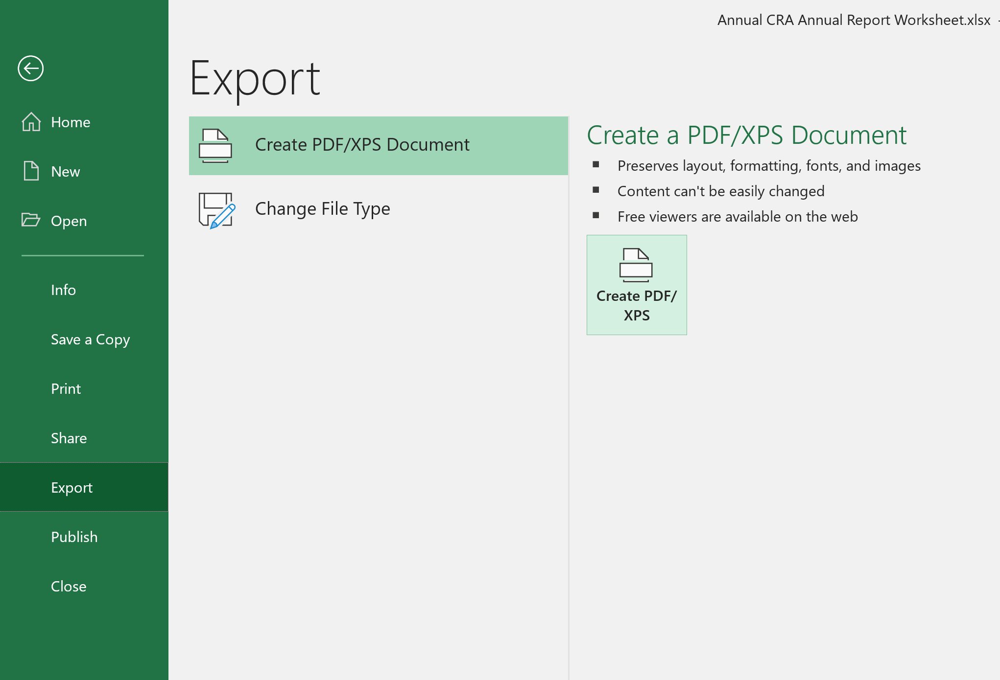 Annual CRA Annual Report Worksheet.xlsx -
Home
New
Open
Info
Save a Copy
Print
Share
Export
Publish
Close
Export
Create PDF/XPS Document
Change File Type
Create a PDF/XPS Document
Preserves layout, formatting, fonts, and images
Content can't be easily changed
Free viewers are available on the web
Create PDF/
XPS